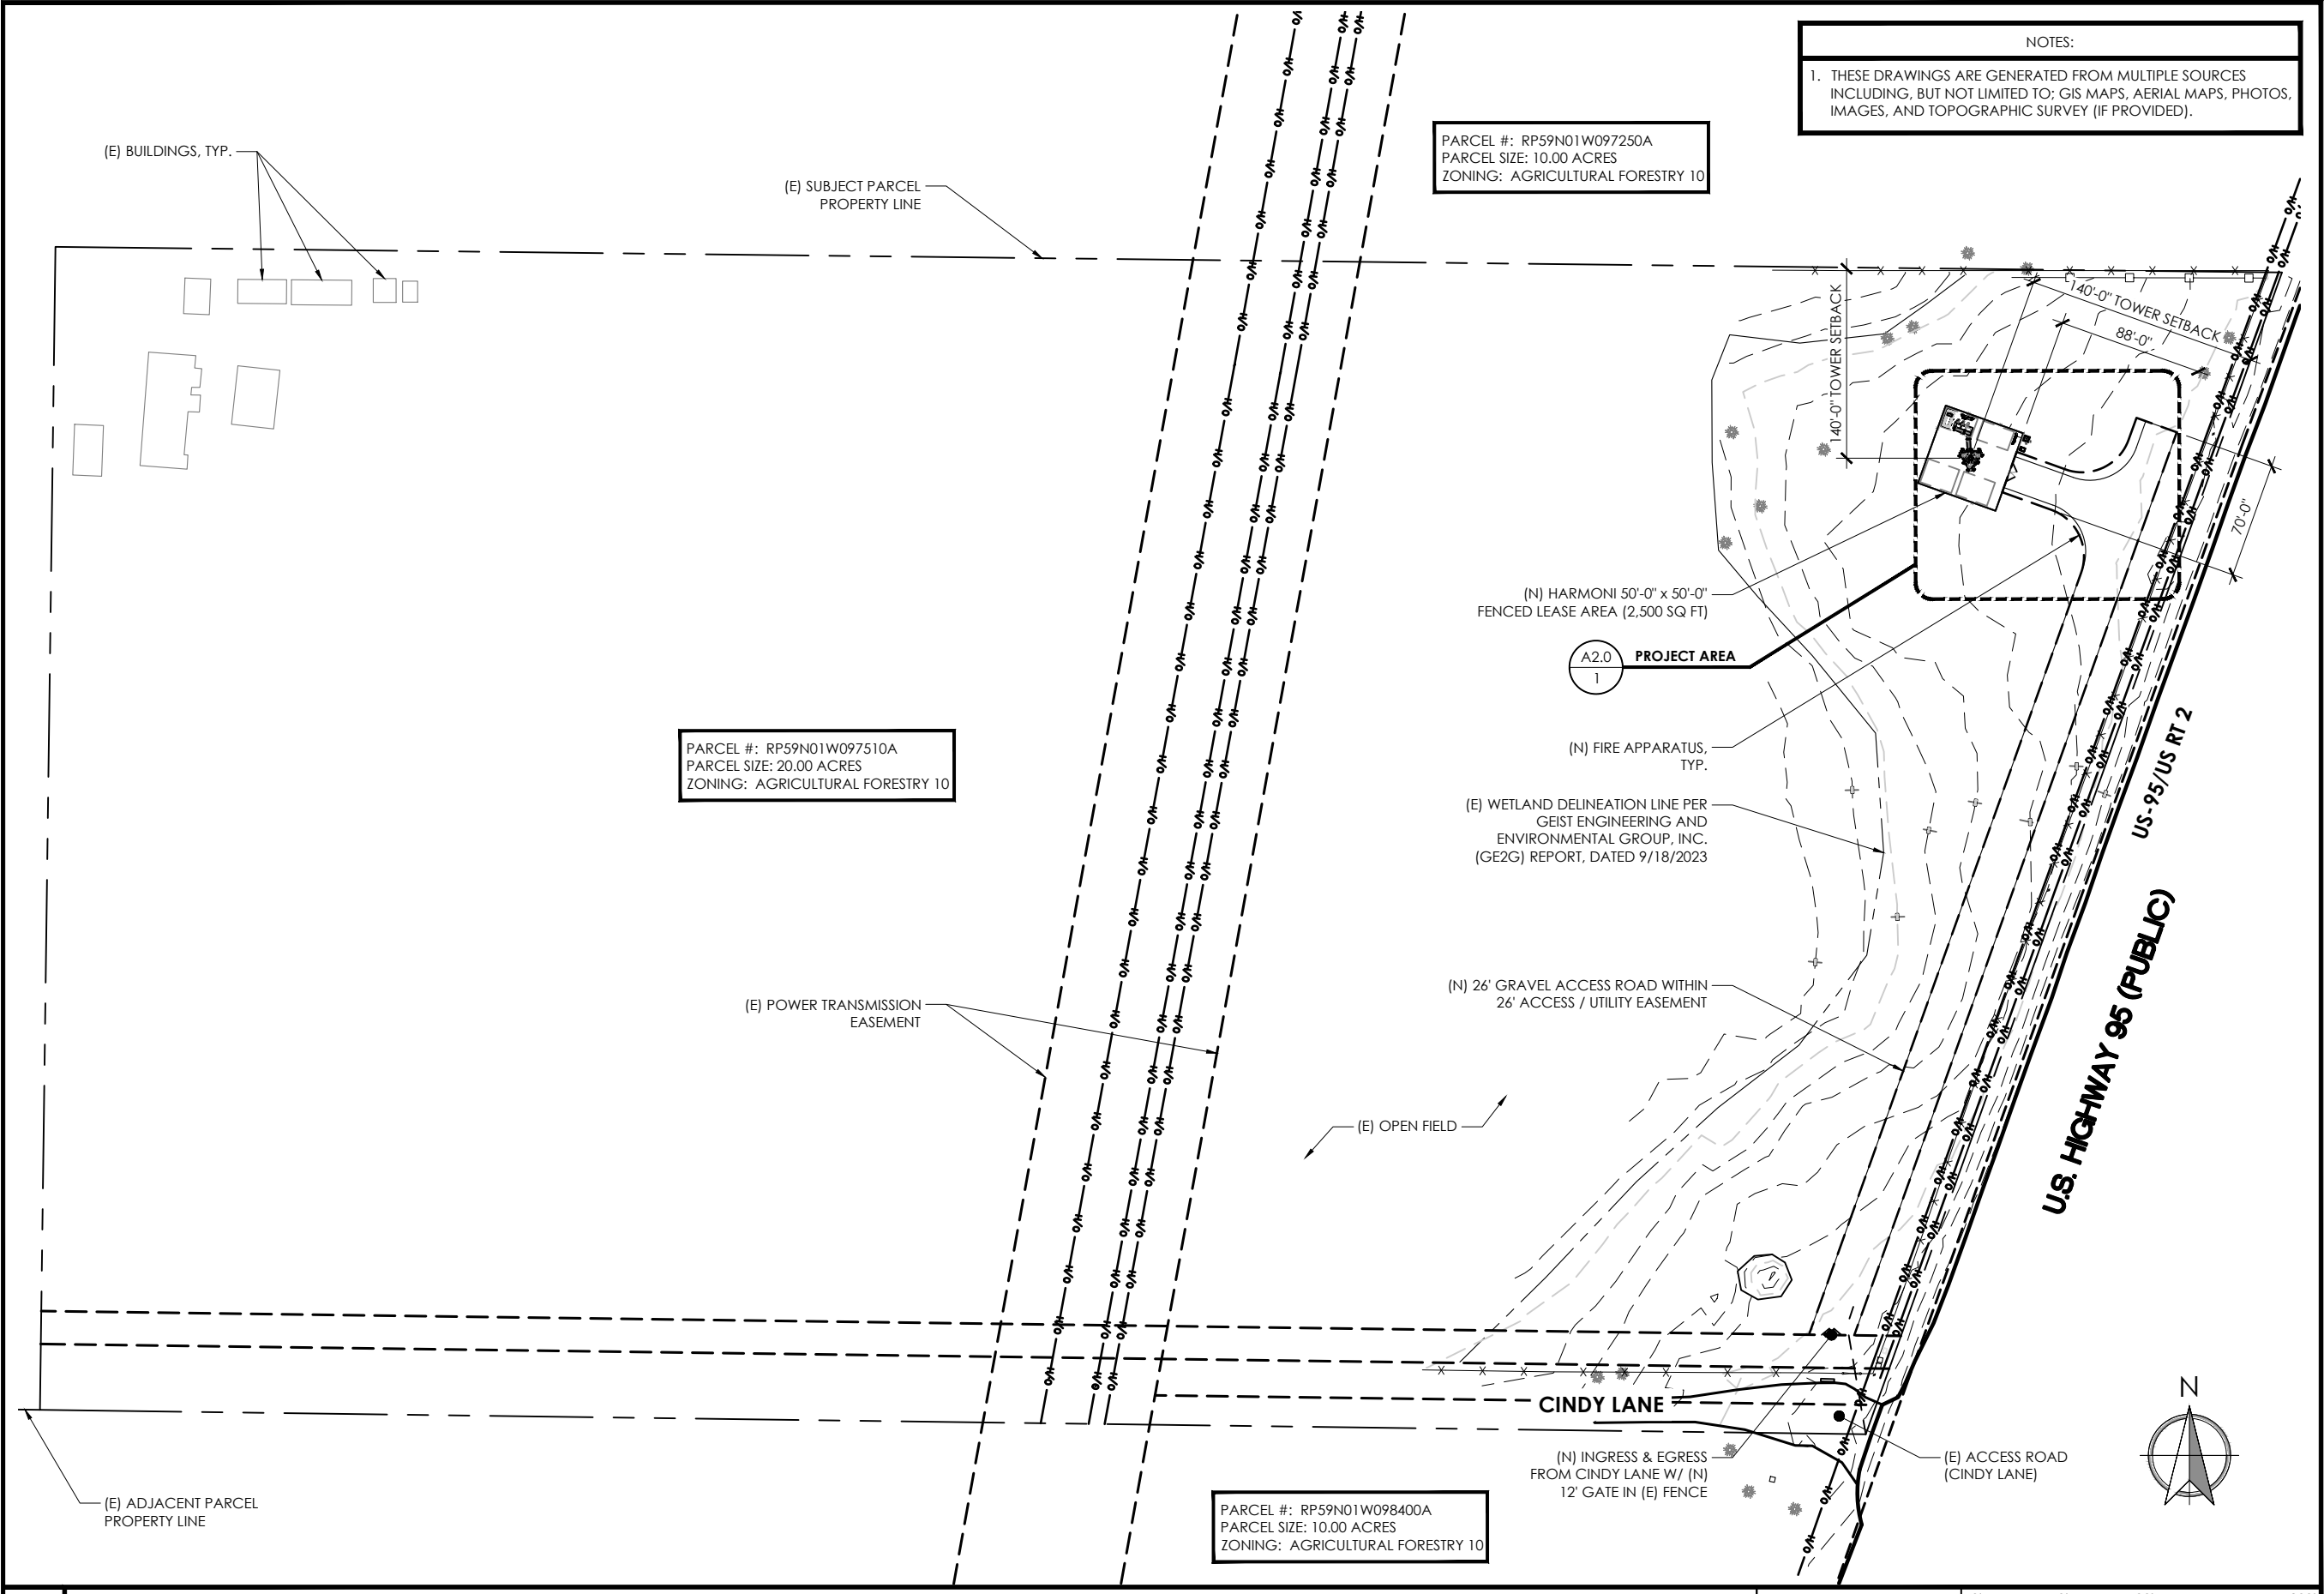 NOTES:
1. THESE DRAWINGS ARE GENERATED FROM MULTIPLE SOURCES
INCLUDING, BUT NOT LIMITED TO; GIS MAPS, AERIAL MAPS, PHOTOS,
IMAGES, AND TOPOGRAPHIC SURVEY (IF PROVIDED).
PARCEL #: RP59N01W097250A
PARCEL SIZE: 10.00 ACRES
ZONING: AGRICULTURAL FORESTRY 10
(E) BUILDINGS, TYP.
(E) SUBJECT PARCEL
PROPERTY LINE
140'-0" TOWER SETBACK
88'-0"
140'-0" TOWER SETBACK
70'-0"
(N) HARMONI 50'-0" x 50'-0"
FENCED LEASE AREA (2,500 SQ FT)
A2.0
1
PROJECT AREA
(N) FIRE APPARATUS,
TYP.
PARCEL #: RP59N01W097510A
PARCEL SIZE: 20.00 ACRES
ZONING: AGRICULTURAL FORESTRY 10
(E) WETLAND DELINEATION LINE PER
GEIST ENGINEERING AND
ENVIRONMENTAL GROUP, INC.
(GE2G) REPORT, DATED 9/18/2023
US-95/US RT 2
U.S. HIGHWAY 95 (PUBLIC)
(E) POWER TRANSMISSION
EASEMENT
(N) 26' GRAVEL ACCESS ROAD WITHIN
26' ACCESS / UTILITY EASEMENT
(E) OPEN FIELD
CINDY LANE
N
(N) INGRESS & EGRESS
FROM CINDY LANE W/ (N)
12' GATE IN (E) FENCE
(E) ACCESS ROAD
(CINDY LANE)
(E) ADJACENT PARCEL
PROPERTY LINE
PARCEL #: RP59N01W098400A
PARCEL SIZE: 10.00 ACRES
ZONING: AGRICULTURAL FORESTRY 10